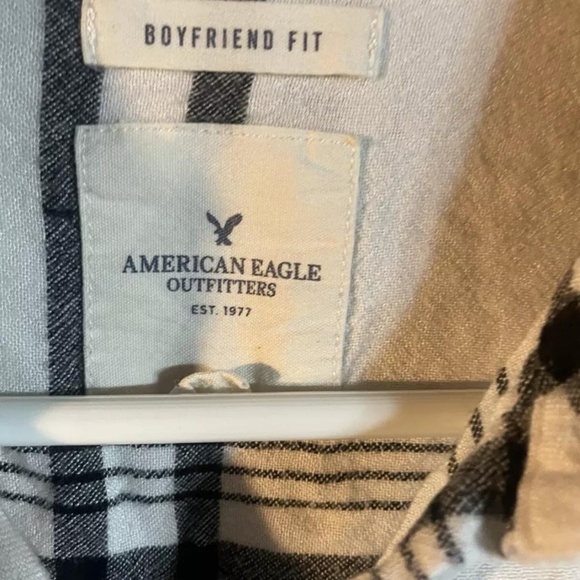 BOYFRIEND FIT
AMERICAN EAGLE
OUTFITTERS
EST. 1977